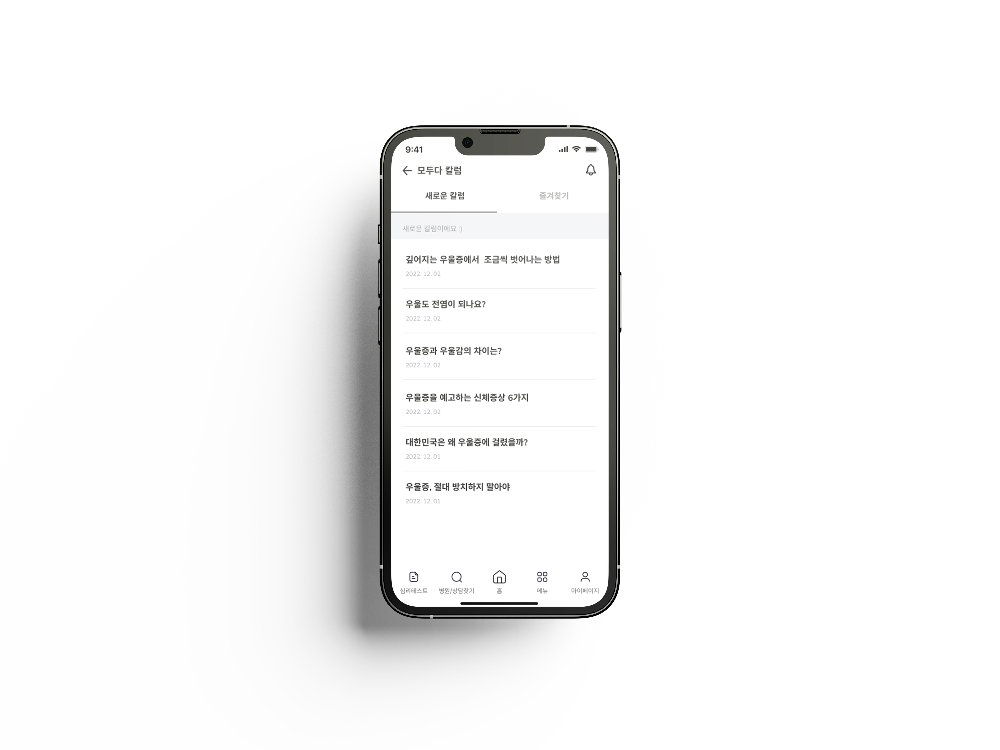 9:41
모두다 칼럼
새로운 칼럼
즐겨찾기
새로운 칼럼이에요 :)
깊어지는 우울증에서  조금씩 벗어나는 방법
2022. 12. 02
우울도 전염이 되나요?
2022. 12. 02
우울증과 우울감의 차이는?
2022. 12. 02
우울증을 예고하는 신체증상 6가지
2022. 12. 02
대한민국은 왜 우울증에 걸렸을까?
2022. 12. 01
우울증, 절대 방치하지 말아야
2022. 12. 01
심리테스트 병원/상담찾기 홈 메뉴 마이페이지